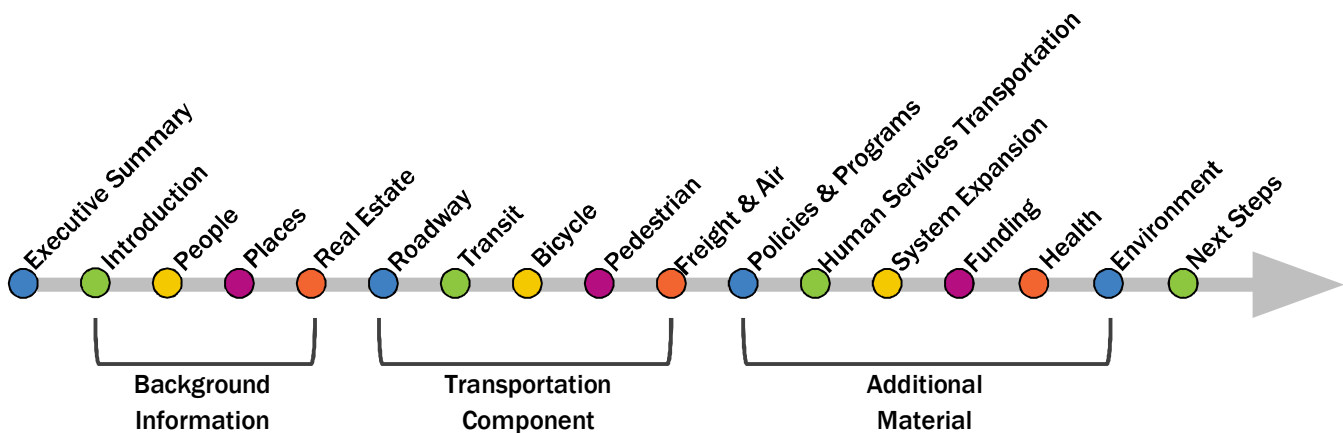 Executive Summary
Introduction
People
Places
Real Estate
Roadway
Transit
Bicycle
Pedestrian
Freight & Air
Policies & Programs
Human Services Transportation
System Expansion
Funding
Health
Environment
Next Steps
Background
Information
Transportation
Component
Additional
Material